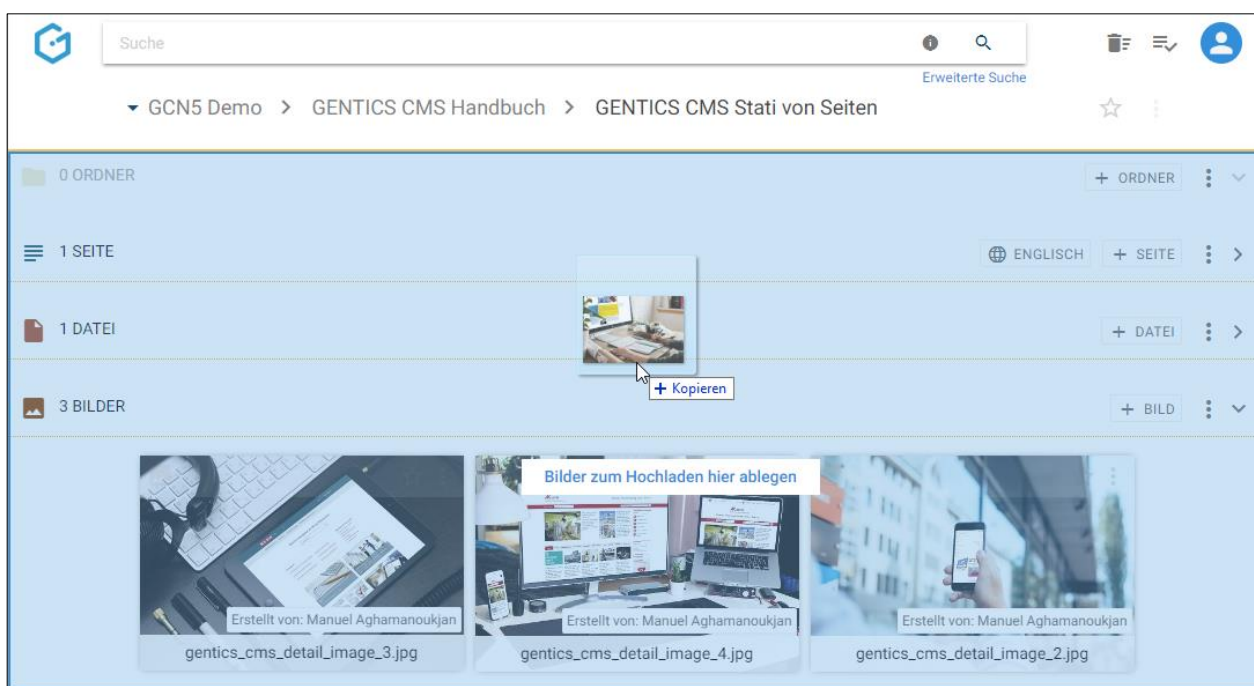 Suche
Erweiterte Suche
GCN5 Demo > GENTICS CMS Handbuch > GENTICS CMS Stati von Seiten
0 ORDNER
+ ORDNER
1 SEITE
ENGLISCH
+ SEITE
1 DATEI
+ DATEI
+ Kopieren
3 BILDER
+ BILD
Bilder zum Hochladen hier ablegen
Erstellt von: Manuel Aghamanoukjan
Erstellt von: Manuel Aghamanoukjan
Erstellt von: Manuel Aghamanoukjan
gentics_cms_detail_image_3.jpg
gentics_cms_detail_image_4.jpg
gentics_cms_detail_image_2.jpg